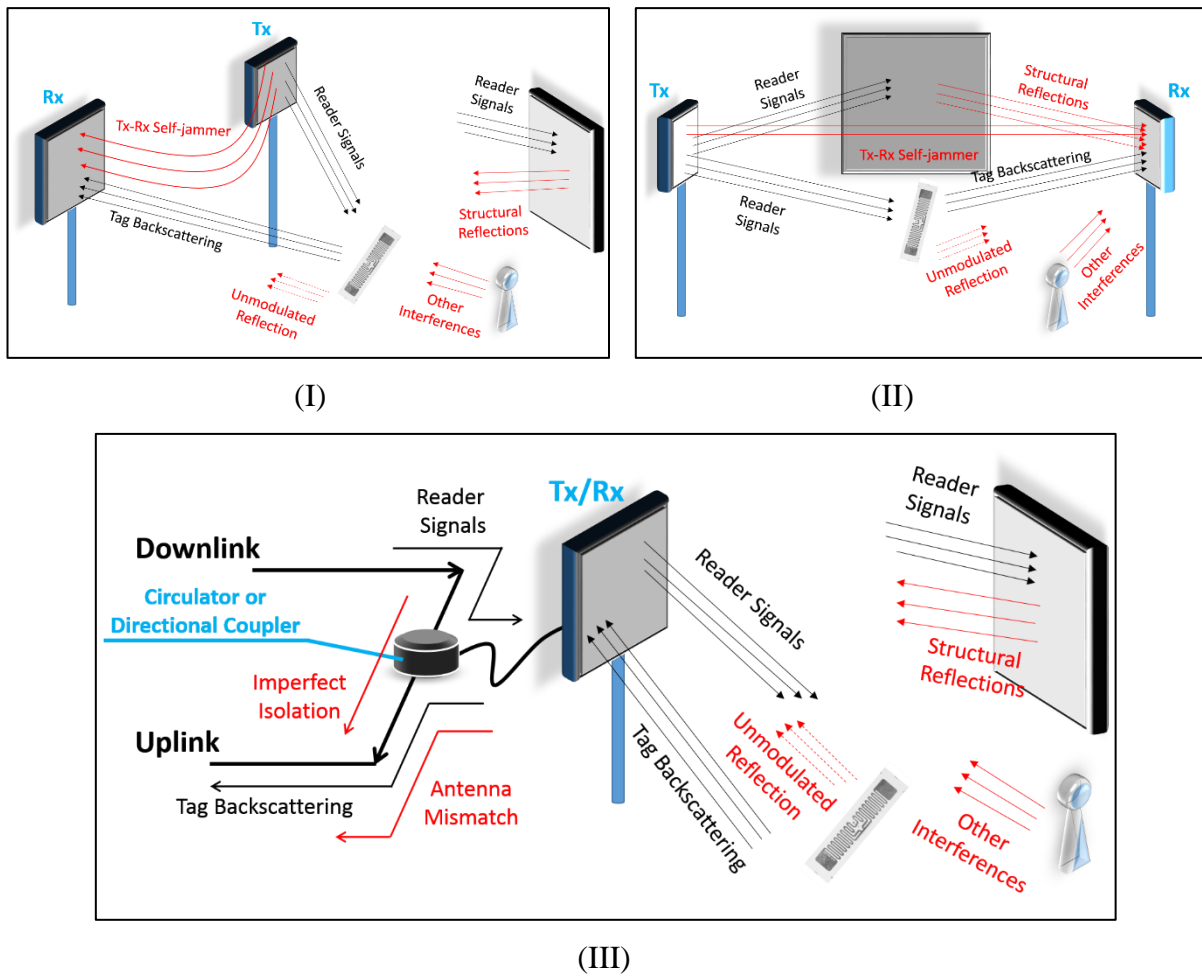 Tx
Rx
Reader
Signals
Tx-Rx Self-jammer
Reader Signals
Structural
Reflections
Tag Backscattering
Unmodulated
Reflection
Other
Interferences
(I)
Tx
Rx
Reader
Signals
Structural
Reflections
Tx-Rx Self-jammer
Tag Backscattering
Reader
Signals
Unmodulated
Reflection
Other
Interferences
(II)
Reader
Signals
Tx/Rx
Reader
Signals
Downlink
Circulator or
Directional Coupler
Reader Signals
Imperfect
Isolation
Structural
Reflections
Uplink
Tag Backscattering
Antenna
Mismatch
Tag Backscattering
Unmodulated
Reflection
Other
Interferences
(III)